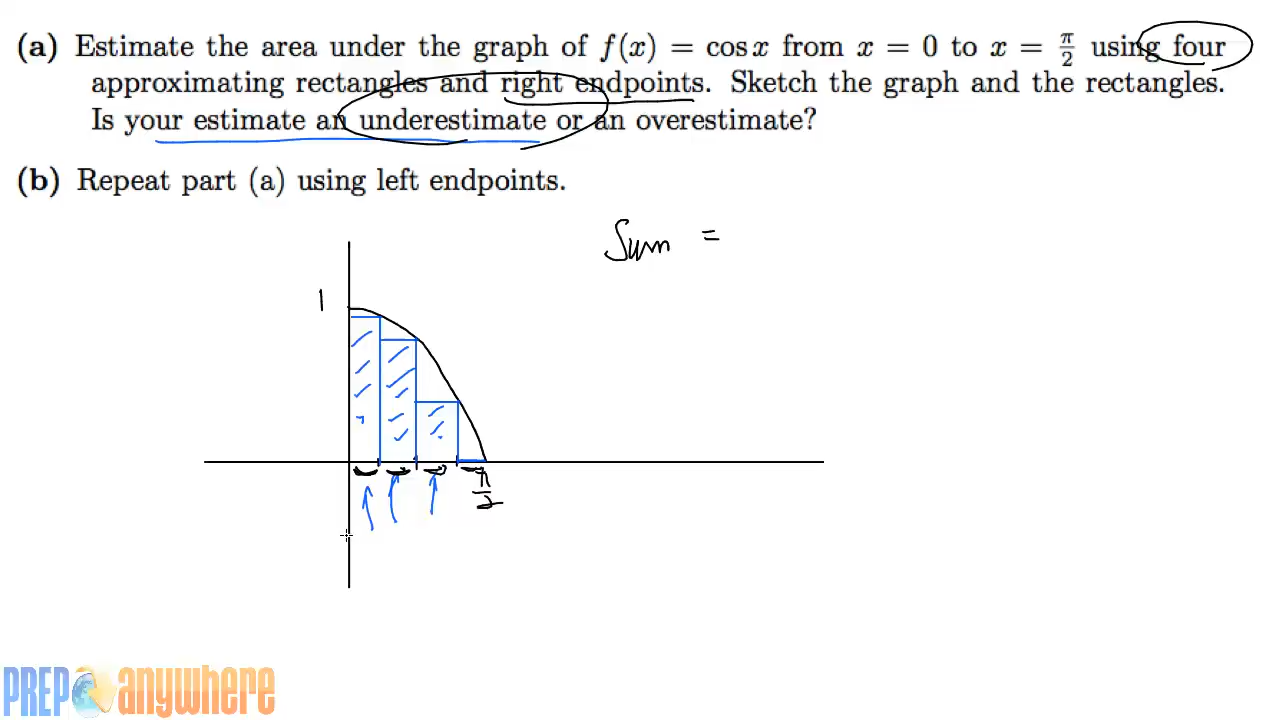 (a) Estimate the area under the graph of f(x) = cos x from x = 0 to x = π/2 using four
approximating rectangles and right endpoints. Sketch the graph and the rectangles.
Is your estimate an underestimate or an overestimate?
(b) Repeat part (a) using left endpoints.
Sum =
1
π/2
PREP anywhere